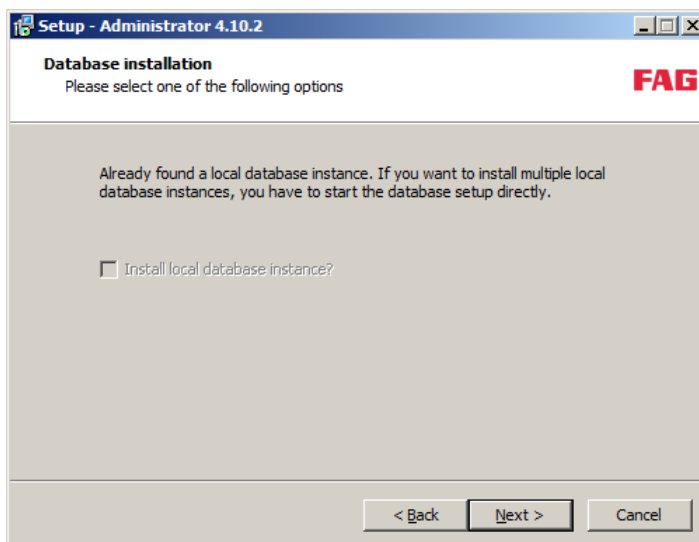 Setup - Administrator 4.10.2
Database installation
Please select one of the following options
FAG
Already found a local database instance. If you want to install multiple local
database instances, you have to start the database setup directly.
Install local database instance?
< Back
Next >
Cancel